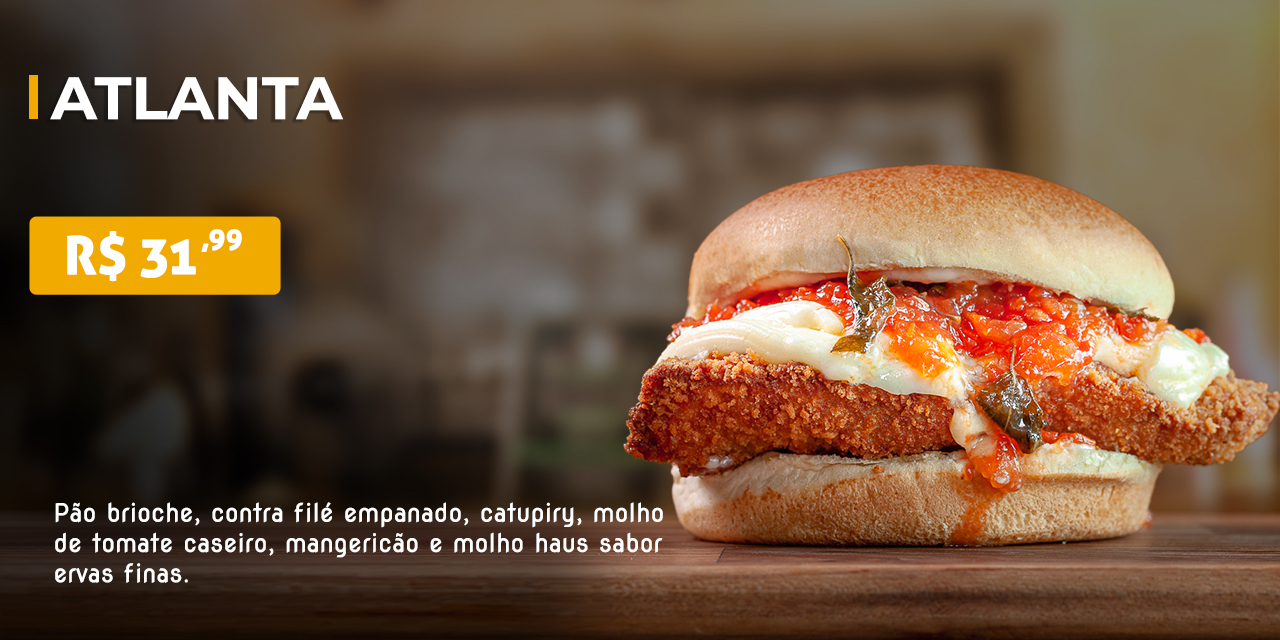 ATLANTA
R$ 31,99
Pão brioche, contra filé empanado, catupiry, molho
de tomate caseiro, mangericão e molho haus sabor
ervas finas.